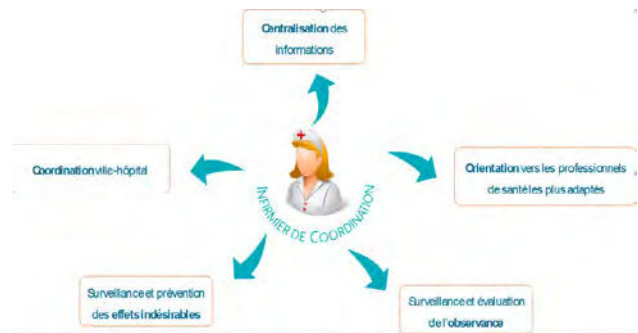 Centralisation des
informations
Coordination ville-hôpital
Orientation vers les professionnels
de santé les plus adaptés
INFIRMIER DE COORDINATION
Surveillance et prévention
des effets indésirables
Surveillance et évaluation
de l'observance